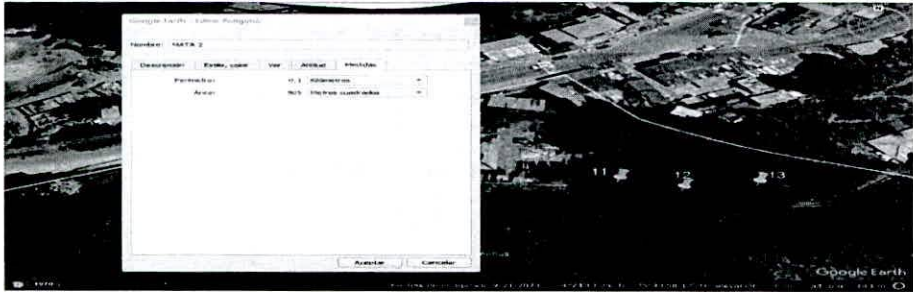 Google Earth - Editar Polígono
Nombre: MATA 2
Descripción Estilo, color Ver Altitud Medidas
Perímetro: 0,1 Kilómetros
Área: 905 Metros cuadrados
11 12 13
Aceptar Cancelar
Google Earth